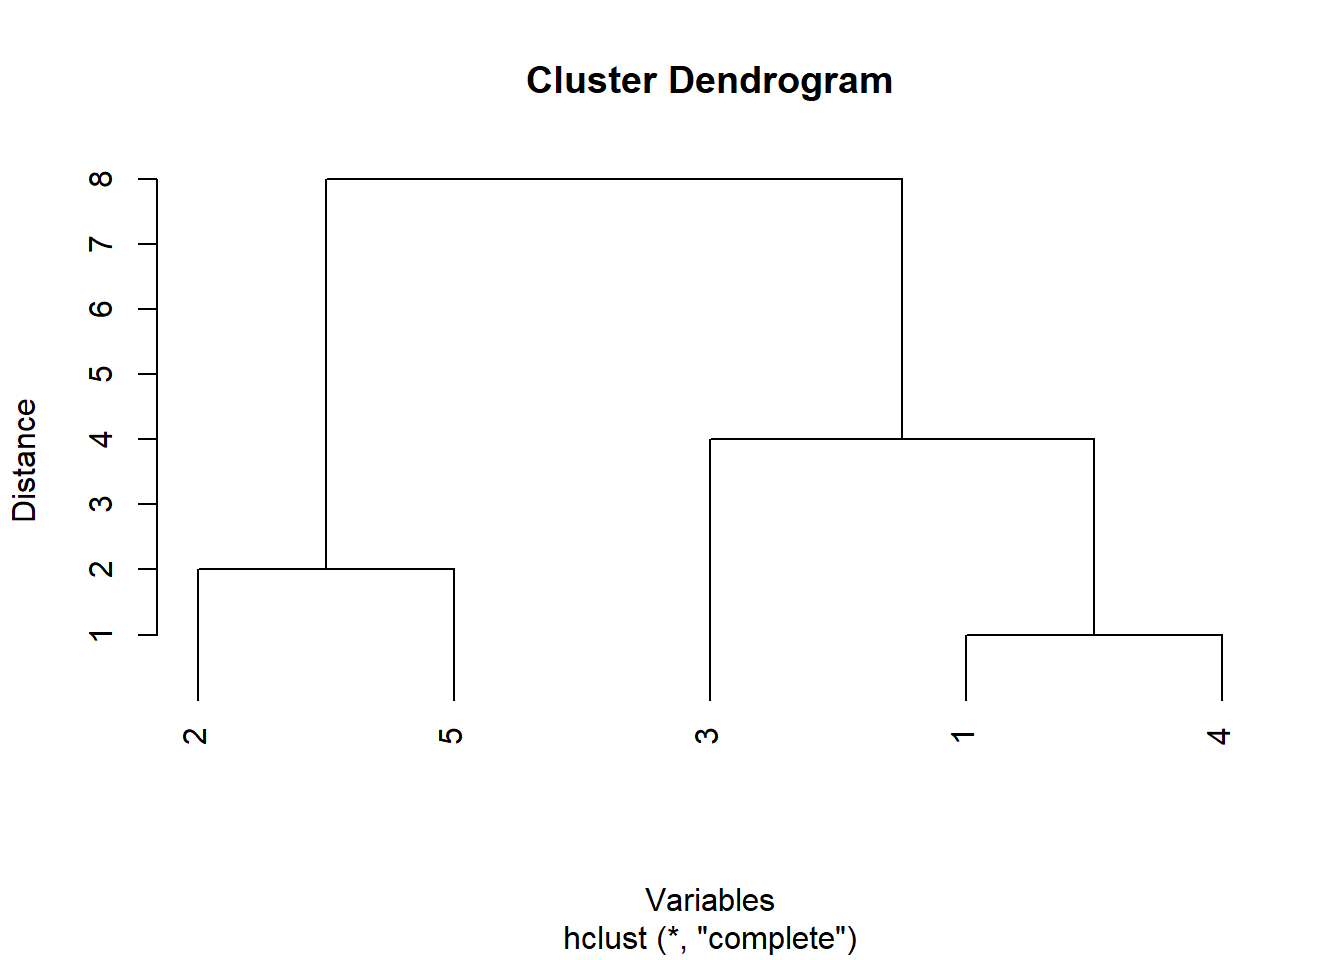 Cluster Dendrogram
8
7
6
5
4
3
2
1
Distance
2 5 3 1 4
Variables
hclust (*, "complete")